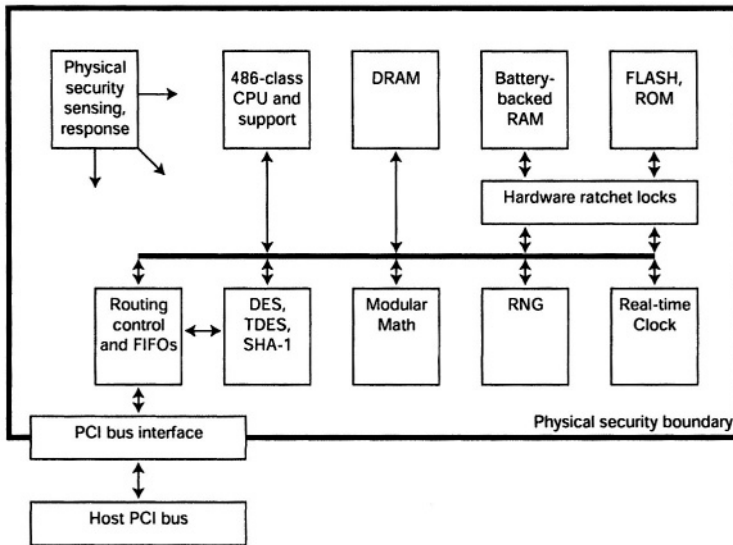 Physical
security
sensing,
response
486-class
CPU and
support
DRAM
Battery-
backed
RAM
FLASH,
ROM
Hardware ratchet locks
Routing
control
and FIFOs
DES,
TDES,
SHA-1
Modular
Math
RNG
Real-time
Clock
PCI bus interface
Physical security boundary
Host PCI bus